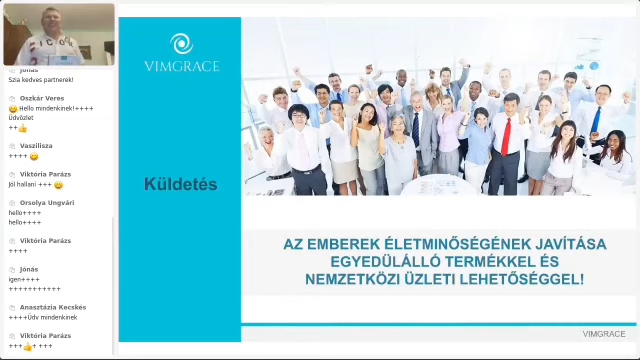 Jónás
Szia kedves partnerek!
Oszkár Veres
😀Hello mindenkinek!++++
Üdvözlet
++👍
Vaszilisza
++++ 😀
Viktória Parázs
Jól hallani +++ 😀
Orsolya Ungvári
hello++++
hello++++
Viktória Parázs
++++
Jónás
igen++++
+++++++++++
Anasztázia Kecskés
++++Üdv mindenkinek
Viktória Parázs
+++👍+ +++
VIMGRACE
Küldetés
AZ EMBEREK ÉLETMINŐSÉGÉNEK JAVÍTÁSA
EGYEDÜLÁLLÓ TERMÉKKEL ÉS
NEMZETKÖZI ÜZLETI LEHETŐSÉGGEL!
VIMGRACE